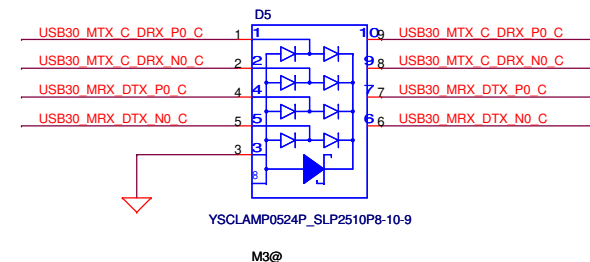 D5
USB30_MTX_C_DRX_P0_C 1 1 10 9 USB30_MTX_C_DRX_P0_C
USB30_MTX_C_DRX_N0_C 2 2 9 8 USB30_MTX_C_DRX_N0_C
USB30_MRX_DTX_P0_C 4 4 7 7 USB30_MRX_DTX_P0_C
USB30_MRX_DTX_N0_C 5 5 6 6 USB30_MRX_DTX_N0_C
3 3
8
YSCLAMP0524P_SLP2510P8-10-9
M3@